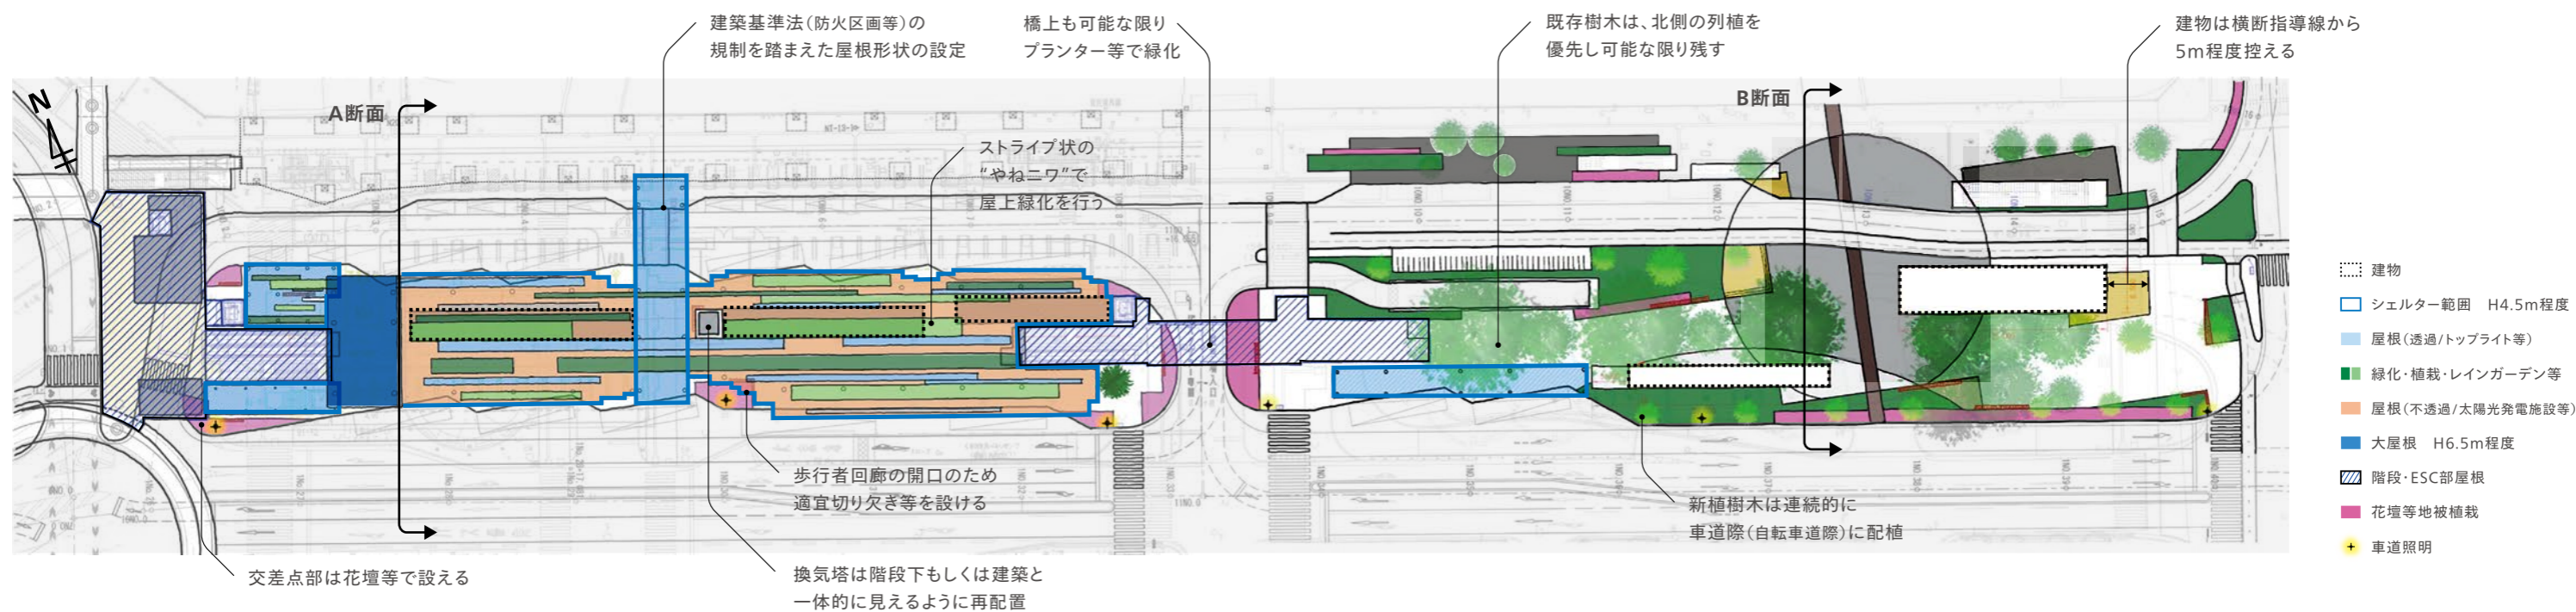 建築基準法(防火区画等)の
規制を踏まえた屋根形状の設定
橋上も可能な限り
プランター等で緑化
既存樹木は、北側の列植を
優先し可能な限り残す
建物は横断指導線から
5m程度控える
N
A断面
B断面
ストライプ状の
“やねニワ”で
屋上緑化を行う
建物
シェルター範囲 H4.5m程度
屋根(透過/トップライト等)
緑化・植栽・レインガーデン等
屋根(不透過/太陽光発電施設等)
大屋根 H6.5m程度
階段・ESC部屋根
花壇等地被植栽
車道照明
歩行者回廊の開口のため
適宜切り欠き等を設ける
新植樹木は連続的に
車道際(自転車道際)に配植
交差点部は花壇等で設える
換気塔は階段下もしくは建築と
一体的に見えるように再配置